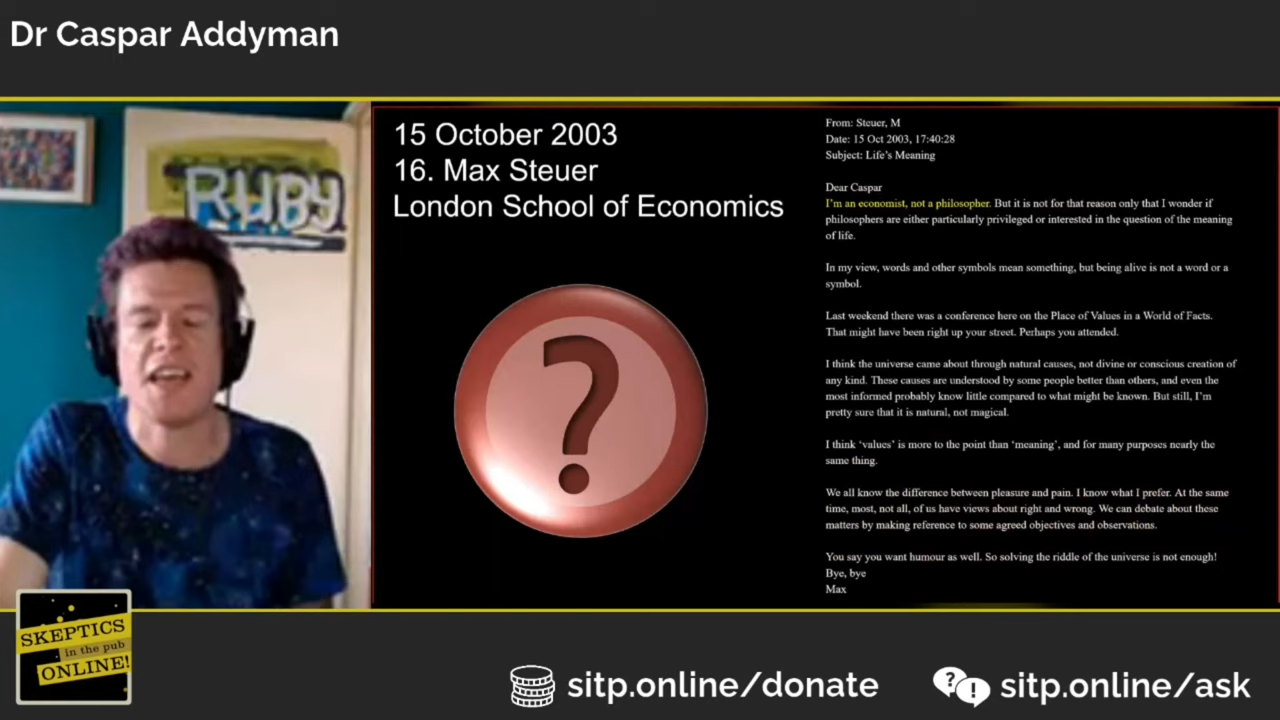 Dr Caspar Addyman
RUBY
15 October 2003
16. Max Steuer
London School of Economics
?
From: Steuer, M
Date: 15 Oct 2003, 17:40:28
Subject: Life's Meaning
Dear Caspar
I'm an economist, not a philosopher. But it is not for that reason only that I wonder if
philosophers are either particularly privileged or interested in the question of the meaning
of life.
In my view, words and other symbols mean something, but being alive is not a word or a
symbol.
Last weekend there was a conference here on the Place of Values in a World of Facts.
That might have been right up your street. Perhaps you attended.
I think the universe came about through natural causes, not divine or conscious creation of
any kind. These causes are understood by some people better than others, and even the
most informed probably know little compared to what might be known. But still, I'm
pretty sure that it is natural, not magical.
I think 'values' is more to the point than 'meaning', and for many purposes nearly the
same thing.
We all know the difference between pleasure and pain. I know what I prefer. At the same
time, most, not all, of us have views about right and wrong. We can debate about these
matters by making reference to some agreed objectives and observations.
You say you want humour as well. So solving the riddle of the universe is not enough!
Bye, bye
Max
SKEPTICS
in the pub
ONLINE!
sitp.online/donate
? !
sitp.online/ask